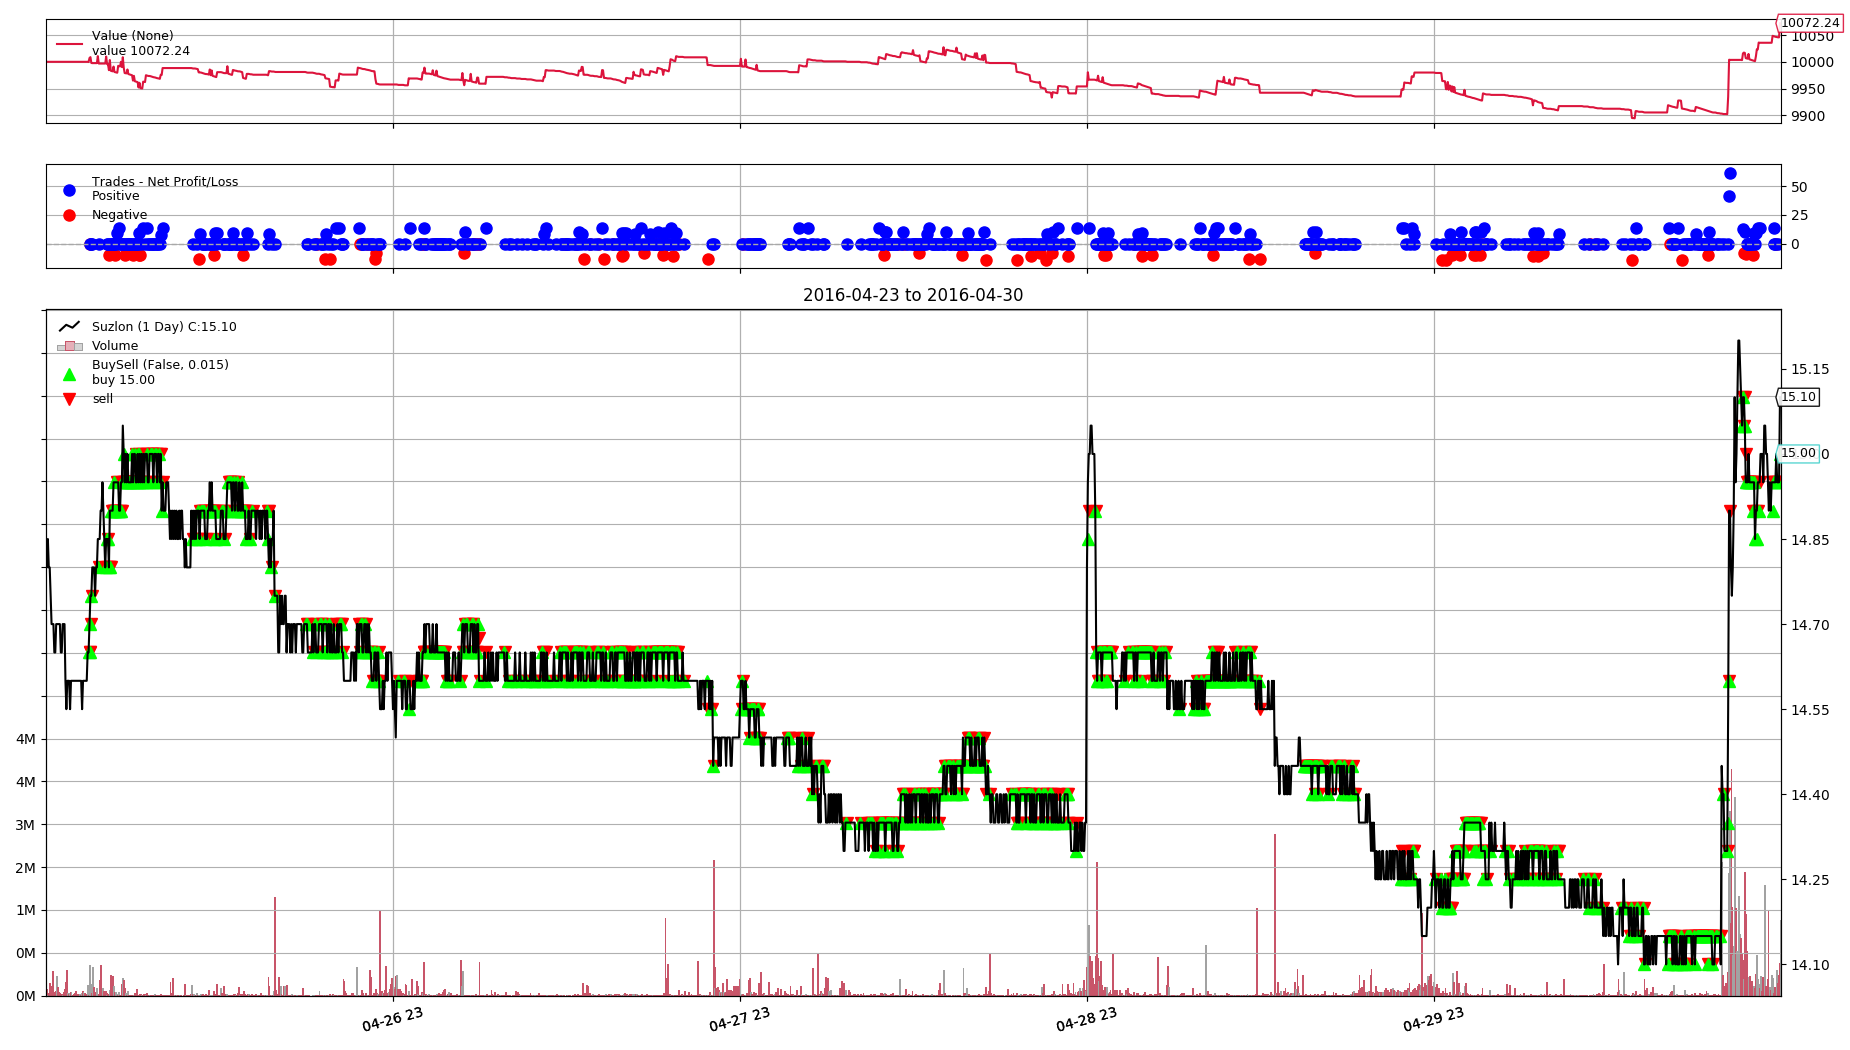 Value (None)
value 10072.24
10072.24
10050
10000
9950
9900
Trades - Net Profit/Loss
Positive
Negative
50
25
0
2016-04-23 to 2016-04-30
Suzlon (1 Day) C:15.10
Volume
BuySell (False, 0.015)
buy 15.00
sell
15.15
15.10
15.00
0
14.85
14.70
14.55
14.40
14.25
14.10
4M
4M
3M
2M
1M
0M
0M
04-26 23
04-27 23
04-28 23
04-29 23